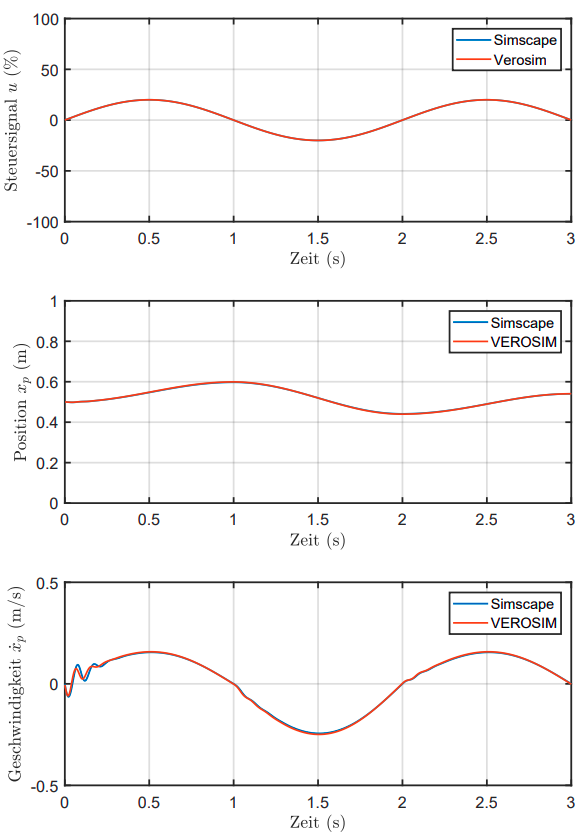 100
50
0
-50
-100
Steuersignal u (%)
Simscape
Verosim
0 0.5 1 1.5 2 2.5 3
Zeit (s)
1
0.8
0.6
0.4
0.2
0
Position xₚ (m)
Simscape
VEROSIM
0 0.5 1 1.5 2 2.5 3
Zeit (s)
0.5
0
-0.5
Geschwindigkeit ẋₚ (m/s)
Simscape
VEROSIM
0 0.5 1 1.5 2 2.5 3
Zeit (s)